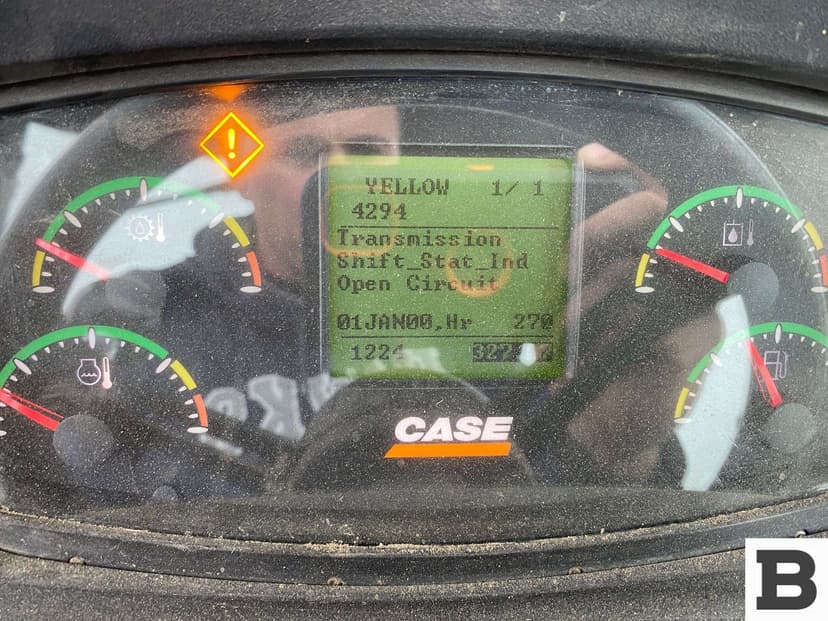 YELLOW 1/ 1
4294
Transmission
Shift_Stat_Ind
Open Circuit
01JAN00,Hr 270
1224
CASE
B